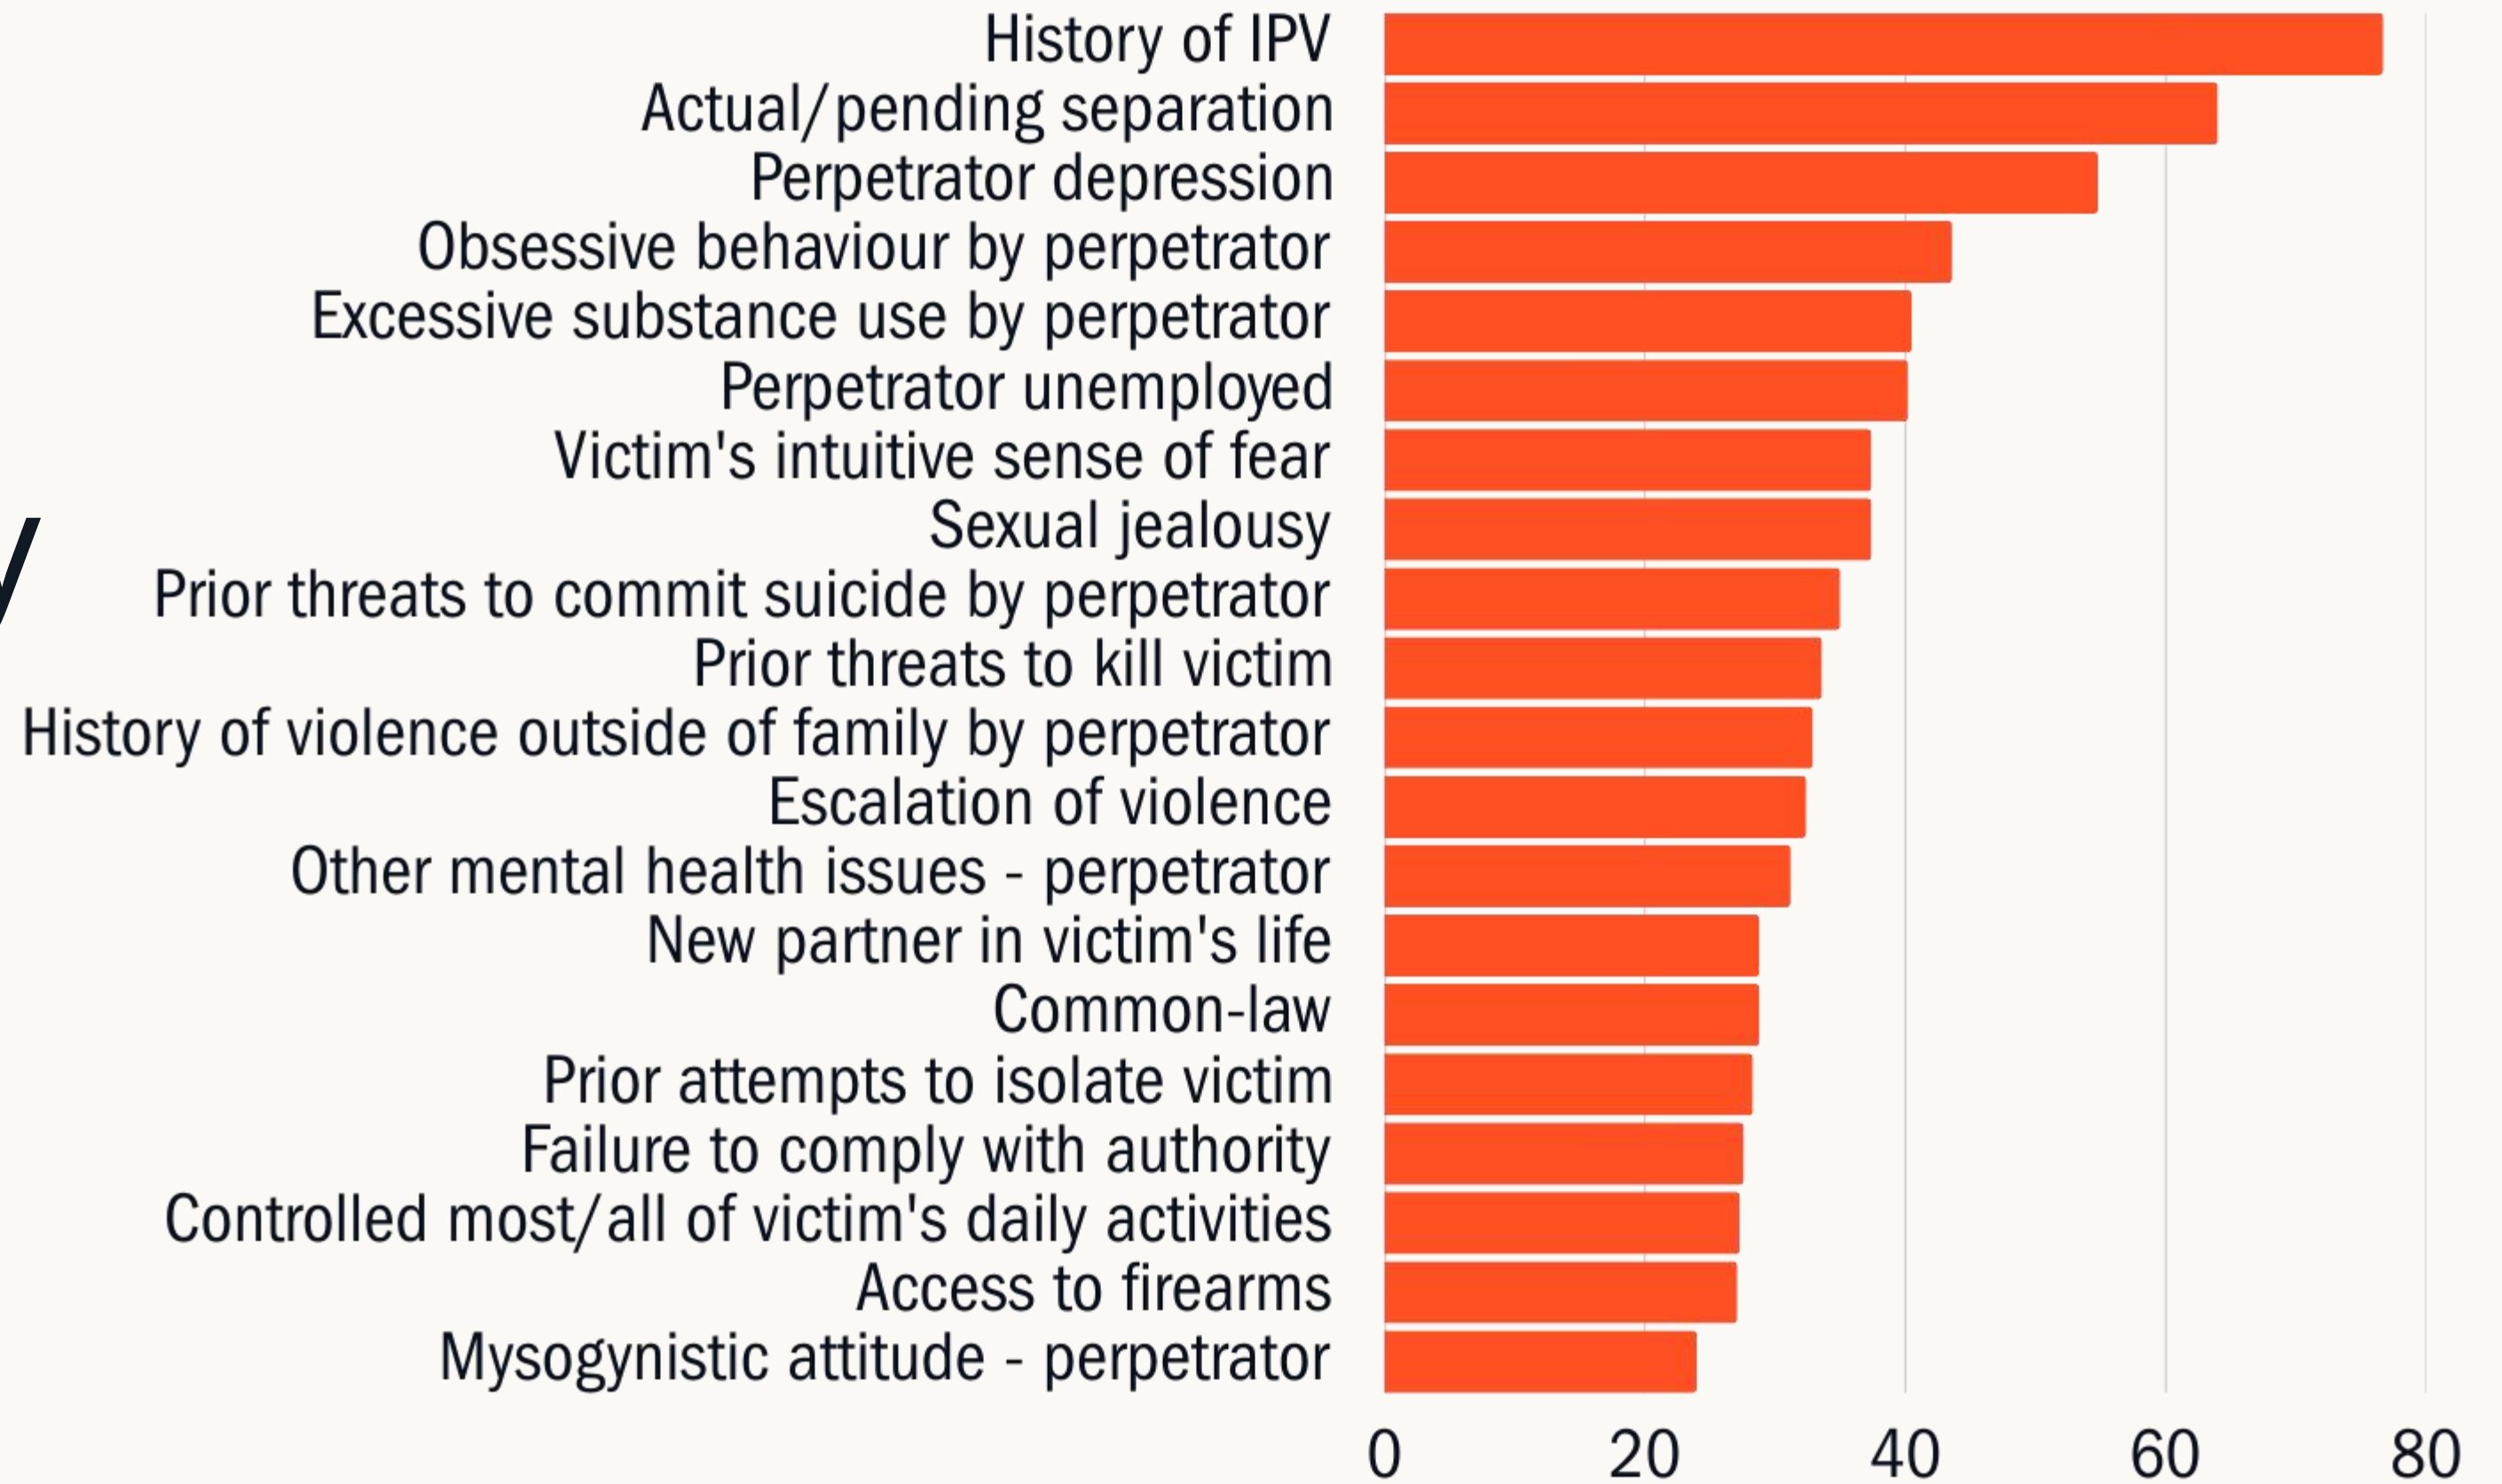 History of IPV
Actual/pending separation
Perpetrator depression
Obsessive behaviour by perpetrator
Excessive substance use by perpetrator
Perpetrator unemployed
Victim's intuitive sense of fear
Sexual jealousy
Prior threats to commit suicide by perpetrator
Prior threats to kill victim
History of violence outside of family by perpetrator
Escalation of violence
Other mental health issues - perpetrator
New partner in victim's life
Common-law
Prior attempts to isolate victim
Failure to comply with authority
Controlled most/all of victim's daily activities
Access to firearms
Mysogynistic attitude - perpetrator
0 20 40 60 80